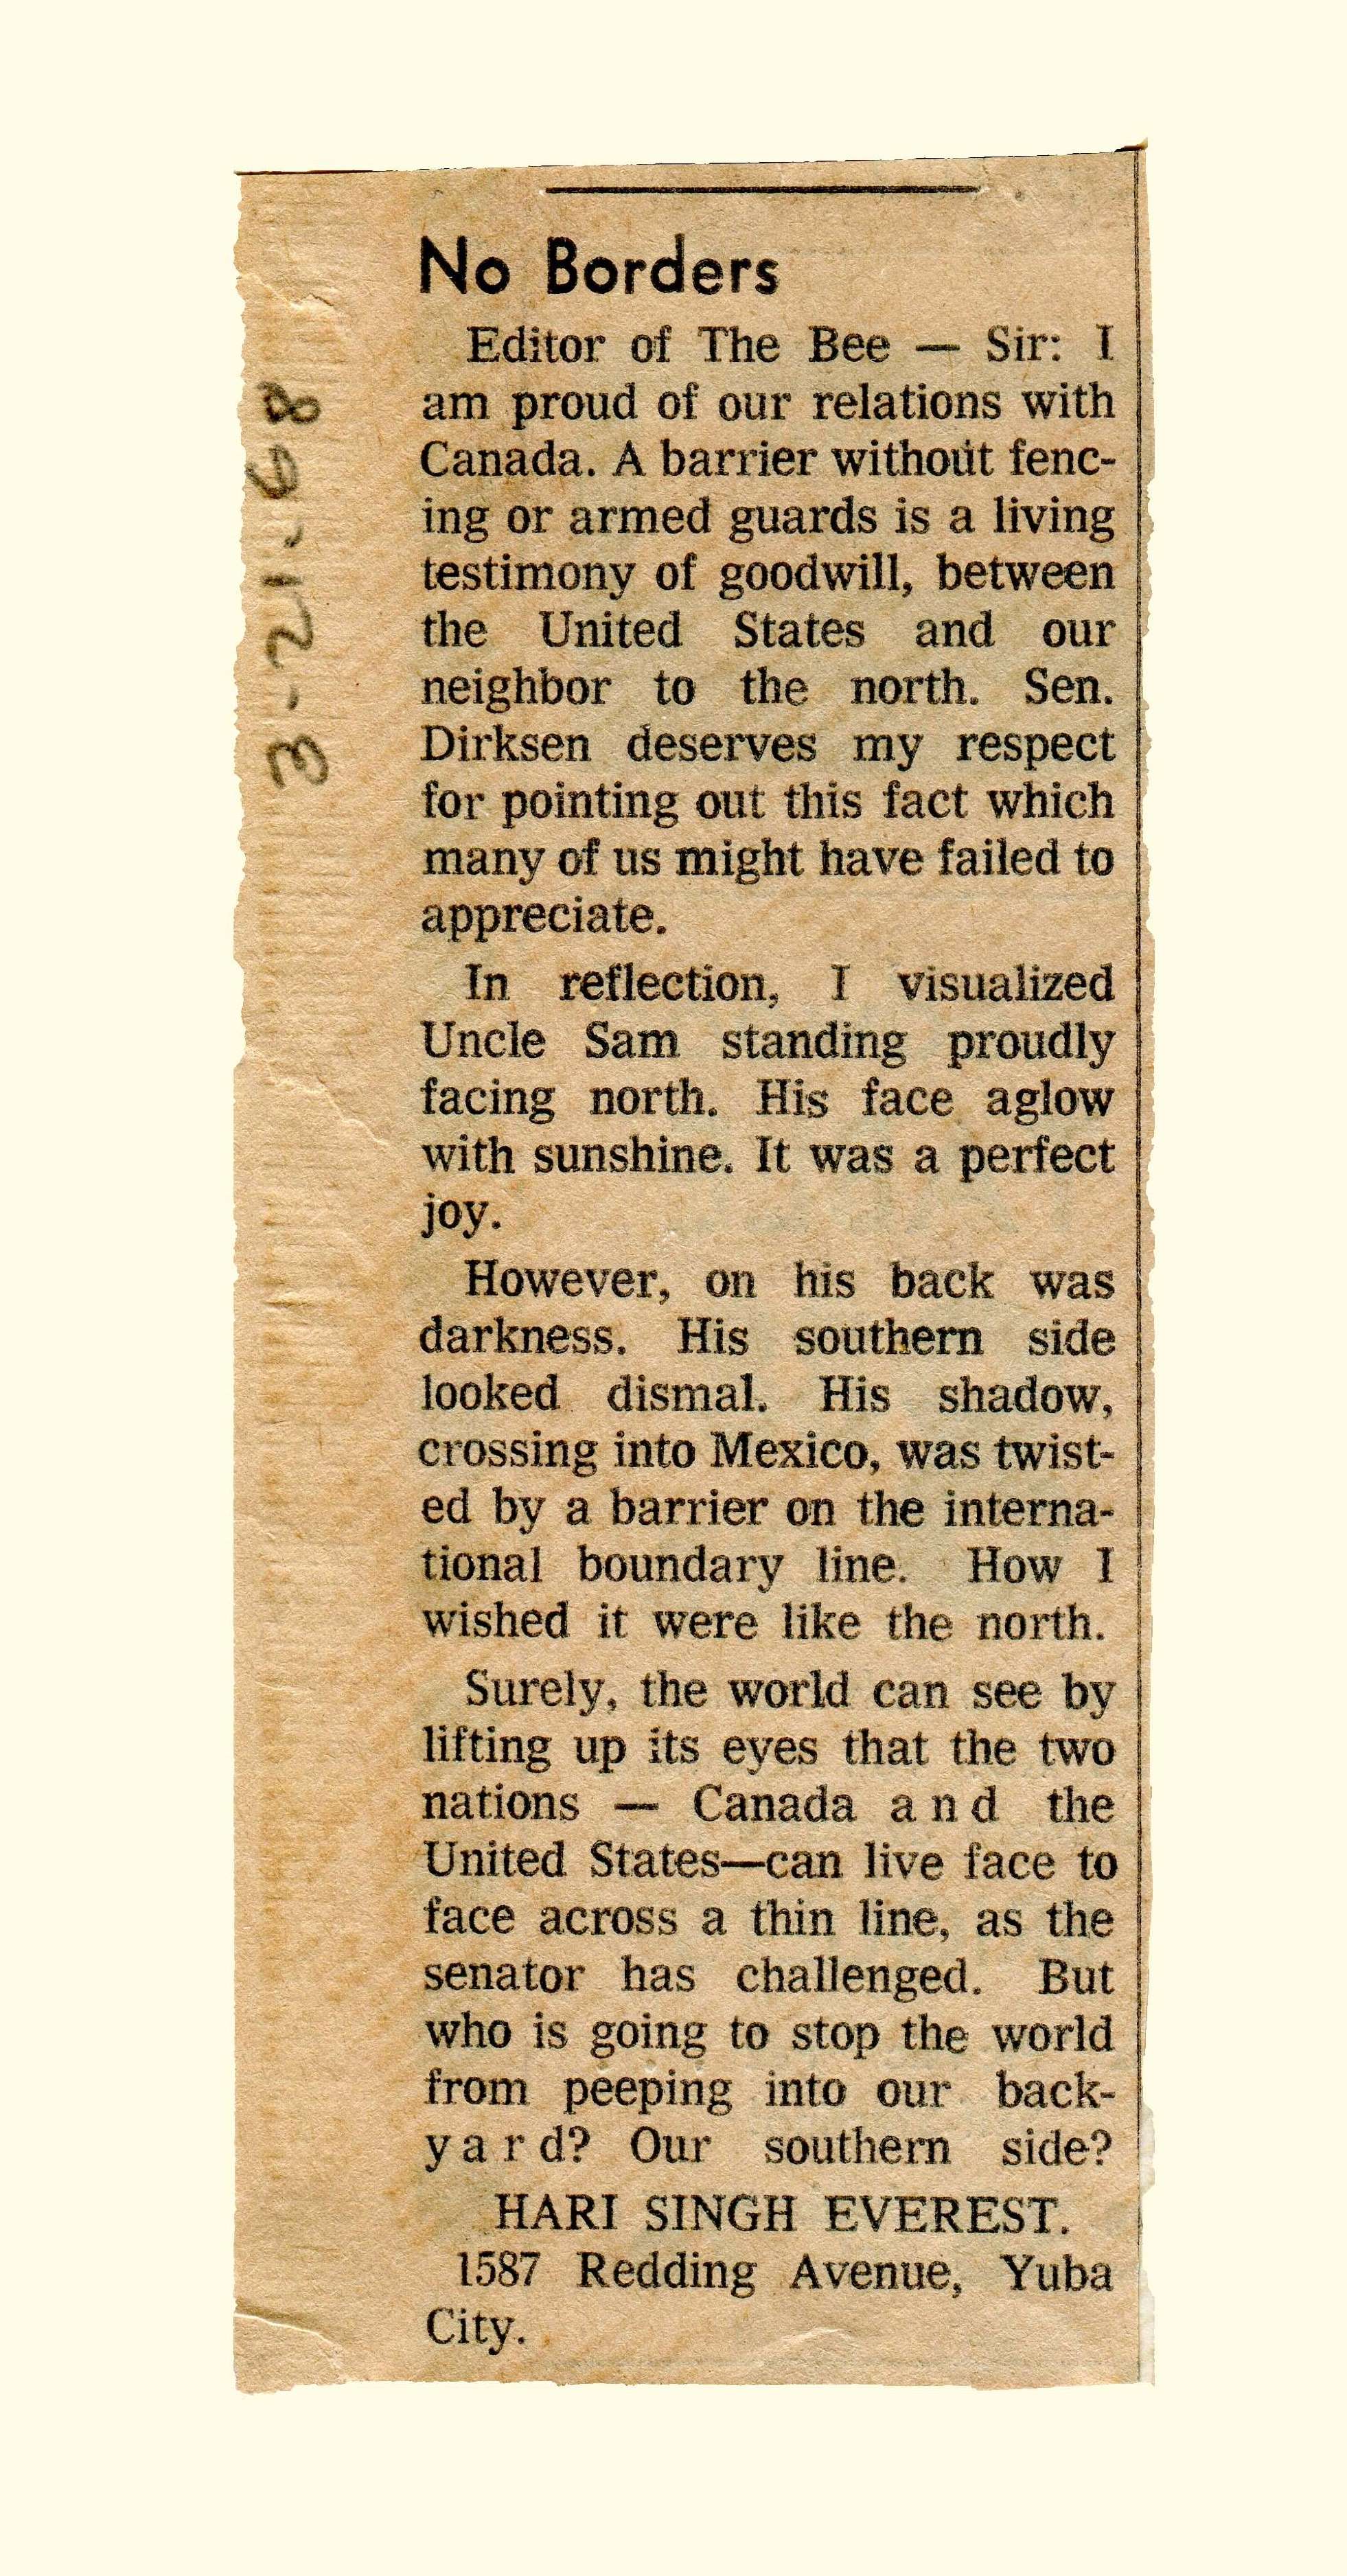 No Borders
Editor of The Bee — Sir: I
am proud of our relations with
Canada. A barrier without fenc-
ing or armed guards is a living
testimony of goodwill, between
the United States and our
neighbor to the north. Sen.
Dirksen deserves my respect
for pointing out this fact which
many of us might have failed to
appreciate.
In reflection, I visualized
Uncle Sam standing proudly
facing north. His face aglow
with sunshine. It was a perfect
joy.
However, on his back was
darkness. His southern side
looked dismal. His shadow,
crossing into Mexico, was twist-
ed by a barrier on the interna-
tional boundary line. How I
wished it were like the north.
Surely, the world can see by
lifting up its eyes that the two
nations — Canada and the
United States—can live face to
face across a thin line, as the
senator has challenged. But
who is going to stop the world
from peeping into our back-
yard? Our southern side?
HARI SINGH EVEREST.
1587 Redding Avenue, Yuba
City.
3-21-68